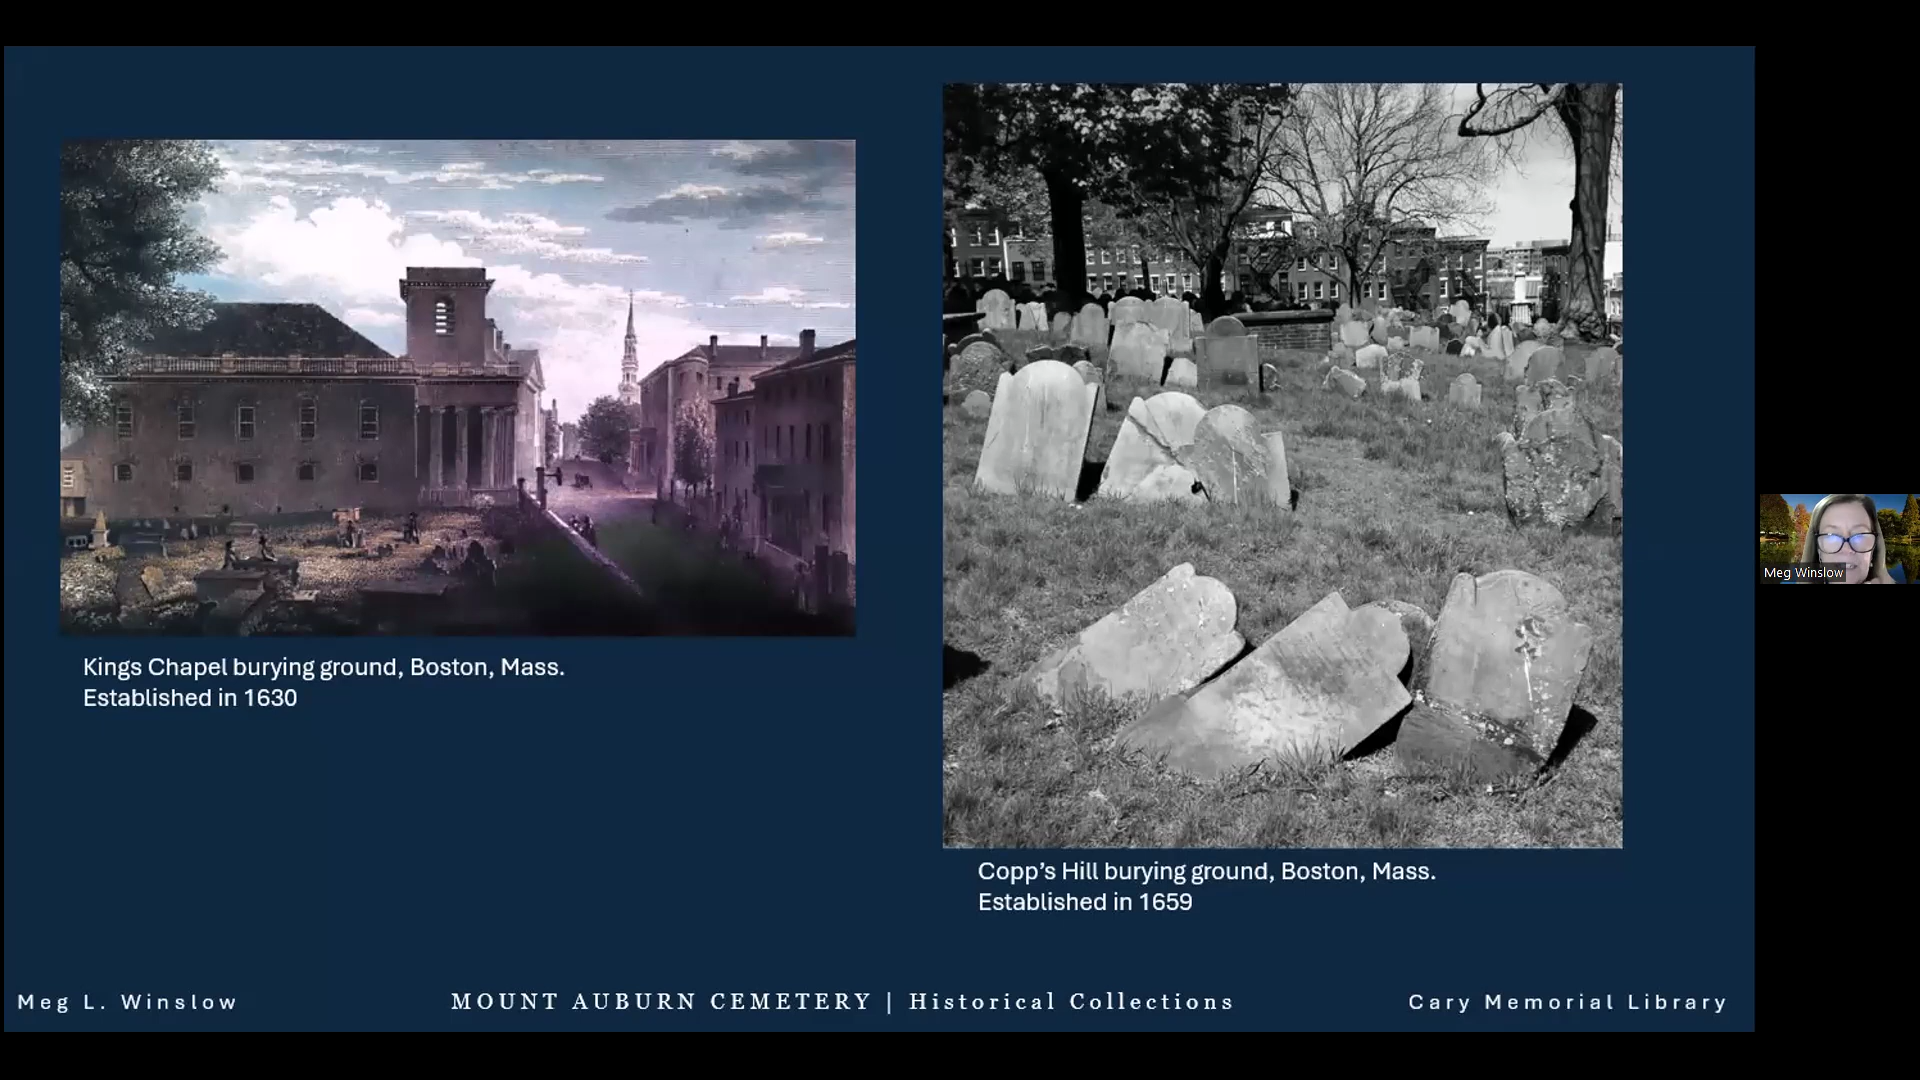 Kings Chapel burying ground, Boston, Mass.
Established in 1630
Copp’s Hill burying ground, Boston, Mass.
Established in 1659
Meg Winslow
Meg L. Winslow
MOUNT AUBURN CEMETERY | Historical Collections
Cary Memorial Library